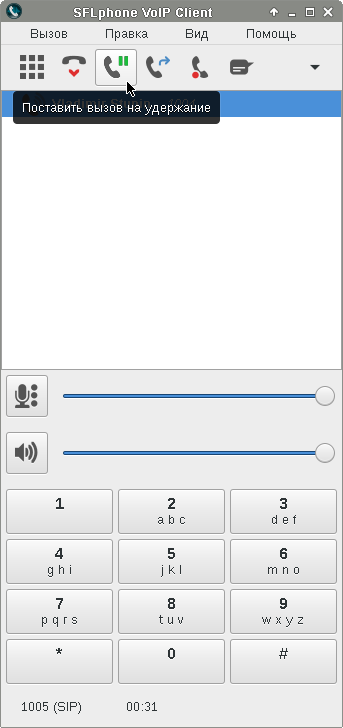 SFLphone VoIP Client
Вызов Правка Вид Помощь
Поставить вызов на удержание
1 2 3
a b c d e f
4 5 6
g h i j k l m n o
7 8 9
p q r s t u v w x y z
* 0 #
1005 (SIP) 00:31